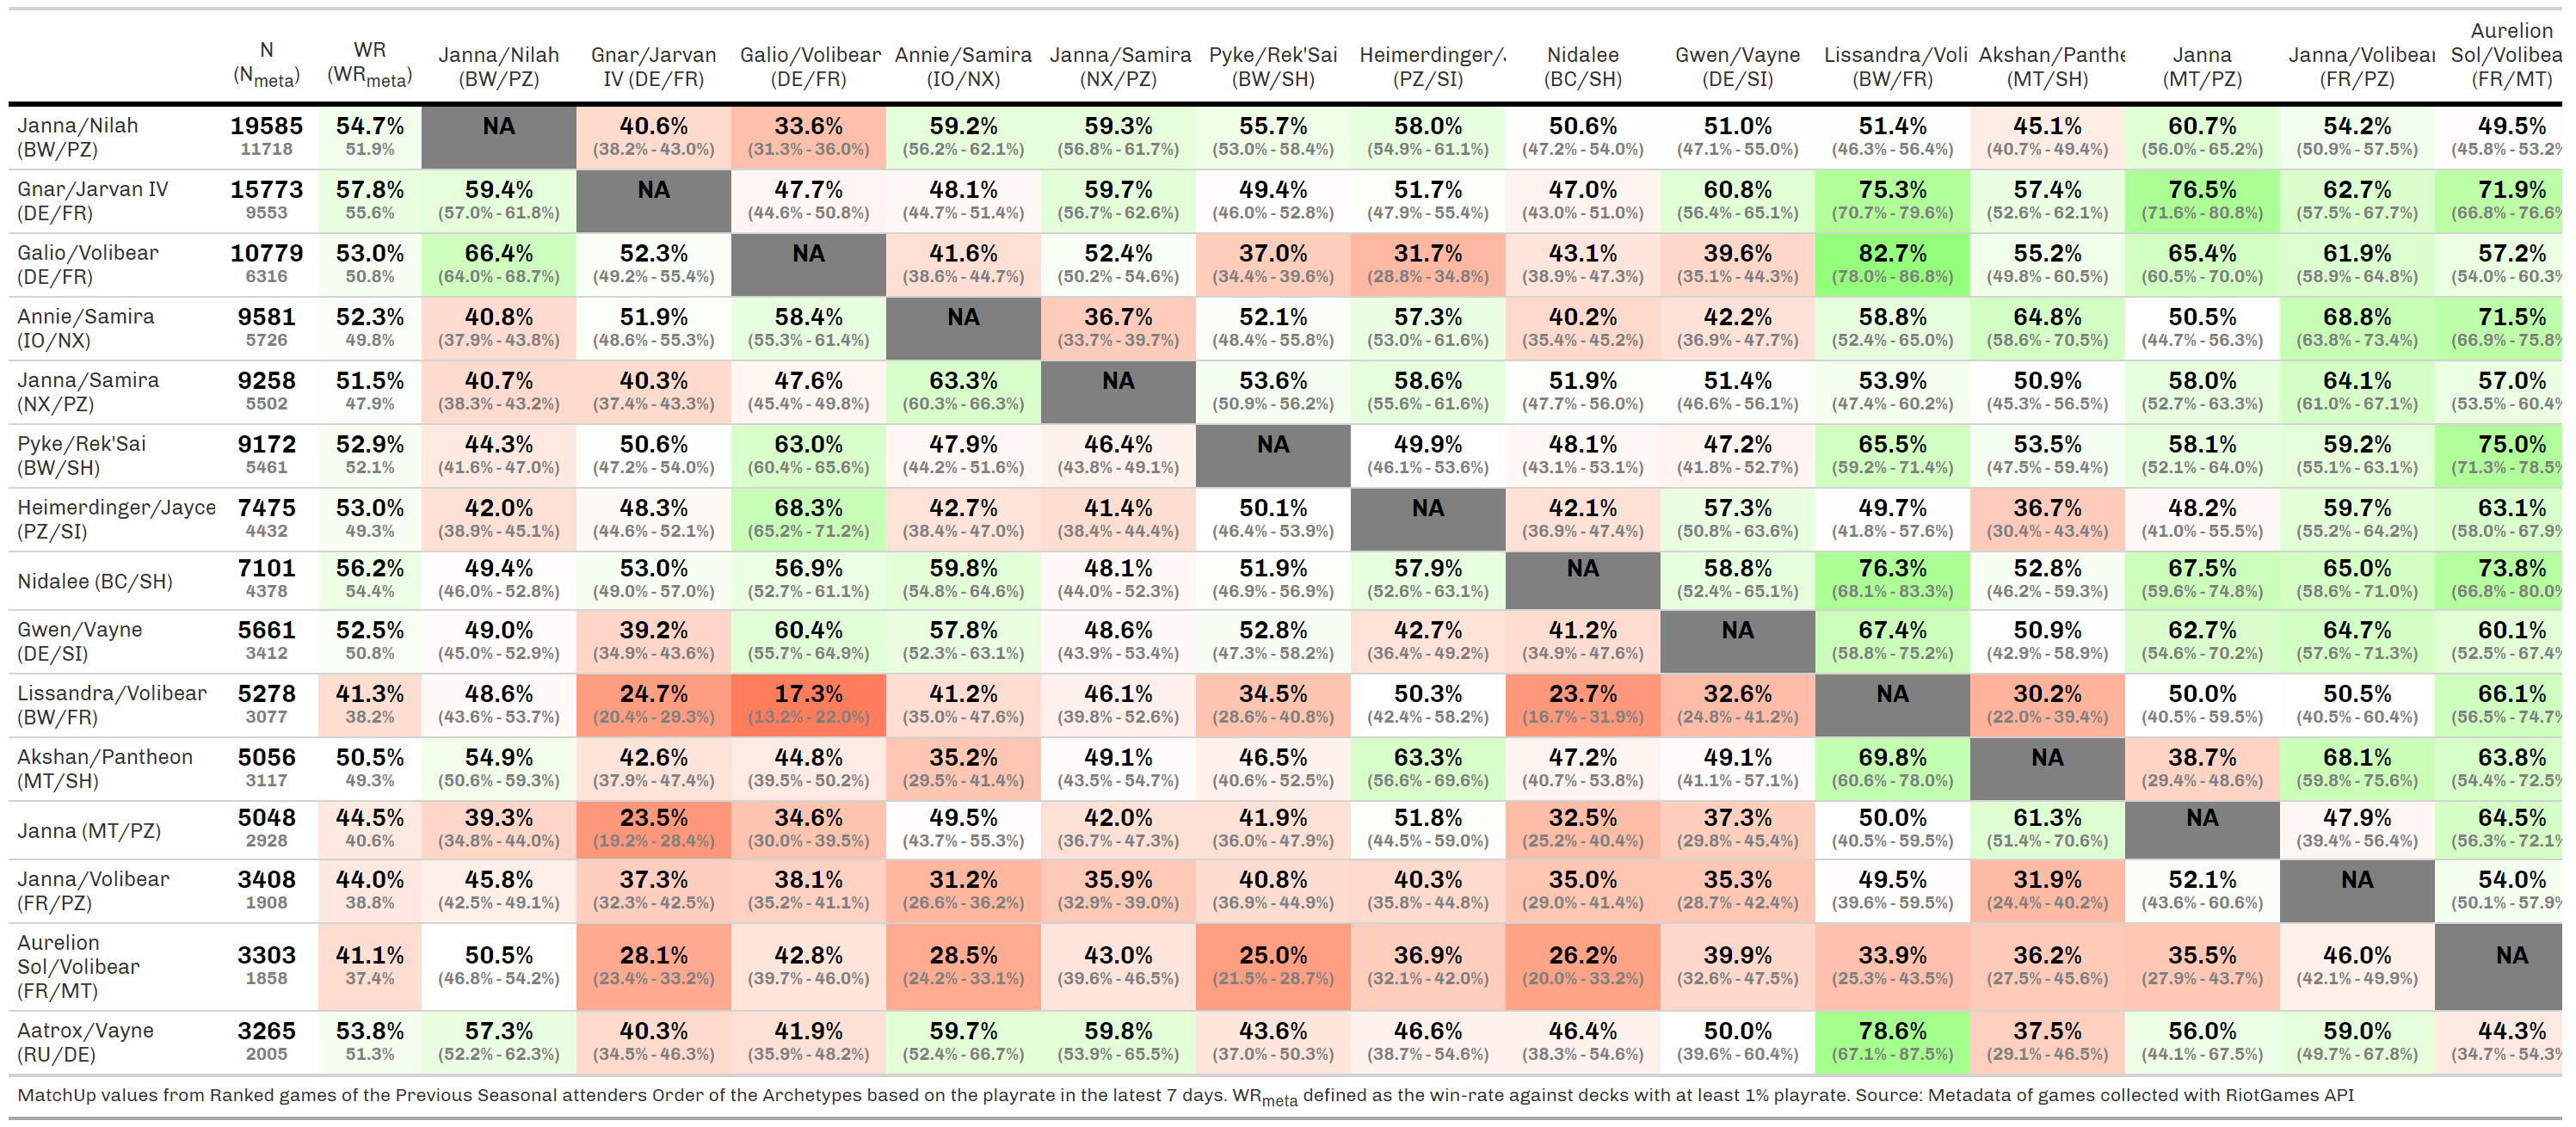 N (Nmeta) WR (WRmeta) Janna/Nilah (BW/PZ) Gnar/Jarvan IV (DE/FR) Galio/Volibear (DE/FR) Annie/Samira (IO/NX) Janna/Samira (NX/PZ) Pyke/Rek'Sai (BW/SH) Heimerdinger/ (PZ/SI) Nidalee (BC/SH) Gwen/Vayne (DE/SI) Lissandra/Voli (BW/FR) Akshan/Panthe (MT/SH) Janna (MT/PZ) Janna/Volibear (FR/PZ) Aurelion Sol/Volibea (FR/MT)
Janna/Nilah 19585 54.7% NA 40.6% 33.6% 59.2% 59.3% 55.7% 58.0% 50.6% 51.0% 51.4% 45.1% 60.7% 54.2% 49.5%
(BW/PZ) 11718 51.9% (38.2% - 43.0%) (31.3% - 36.0%) (56.2% - 62.1%) (56.8% - 61.7%) (53.0% - 58.4%) (54.9% - 61.1%) (47.2% - 54.0%) (47.1% - 55.0%) (46.3% - 56.4%) (40.7% - 49.4%) (56.0% - 65.2%) (50.9% - 57.5%) (45.8% - 53.2%
Gnar/Jarvan IV 15773 57.8% 59.4% NA 47.7% 48.1% 59.7% 49.4% 51.7% 47.0% 60.8% 75.3% 57.4% 76.5% 62.7% 71.9%
(DE/FR) 9553 55.6% (57.0% - 61.8%) (44.6% - 50.8%) (44.7% - 51.4%) (56.7% - 62.6%) (46.0% - 52.8%) (47.9% - 55.4%) (43.0% - 51.0%) (56.4% - 65.1%) (70.7% - 79.6%) (52.6% - 62.1%) (71.6% - 80.8%) (57.5% - 67.7%) (66.8% - 76.6%
Galio/Volibear 10779 53.0% 66.4% 52.3% NA 41.6% 52.4% 37.0% 31.7% 43.1% 39.6% 82.7% 55.2% 65.4% 61.9% 57.2%
(DE/FR) 6316 50.8% (64.0% - 68.7%) (49.2% - 55.4%) (38.6% - 44.7%) (50.2% - 54.6%) (34.4% - 39.6%) (28.8% - 34.8%) (38.9% - 47.3%) (35.1% - 44.3%) (78.0% - 86.8%) (49.8% - 60.5%) (60.5% - 70.0%) (58.9% - 64.8%) (54.0% - 60.3%
Annie/Samira 9581 52.3% 40.8% 51.9% 58.4% NA 36.7% 52.1% 57.3% 40.2% 42.2% 58.8% 64.8% 50.5% 68.8% 71.5%
(IO/NX) 5726 49.8% (37.9% - 43.8%) (48.6% - 55.3%) (55.3% - 61.4%) (33.7% - 39.7%) (48.4% - 55.8%) (53.0% - 61.6%) (35.4% - 45.2%) (36.9% - 47.7%) (52.4% - 65.0%) (58.6% - 70.5%) (44.7% - 56.3%) (63.8% - 73.4%) (66.9% - 75.8%
Janna/Samira 9258 51.5% 40.7% 40.3% 47.6% 63.3% NA 53.6% 58.6% 51.9% 51.4% 53.9% 50.9% 58.0% 64.1% 57.0%
(NX/PZ) 5502 47.9% (38.3% - 43.2%) (37.4% - 43.3%) (45.4% - 49.8%) (60.3% - 66.3%) (50.9% - 56.2%) (55.6% - 61.6%) (47.7% - 56.0%) (46.6% - 56.1%) (47.4% - 60.2%) (45.3% - 56.5%) (52.7% - 63.3%) (61.0% - 67.1%) (53.5% - 60.4%
Pyke/Rek'Sai 9172 52.9% 44.3% 50.6% 63.0% 47.9% 46.4% NA 49.9% 48.1% 47.2% 65.5% 53.5% 58.1% 59.2% 75.0%
(BW/SH) 5461 52.1% (41.6% - 47.0%) (47.2% - 54.0%) (60.4% - 65.6%) (44.2% - 51.6%) (43.8% - 49.1%) (46.1% - 53.6%) (43.1% - 53.1%) (41.8% - 52.7%) (59.2% - 71.4%) (47.5% - 59.4%) (52.1% - 64.0%) (55.1% - 63.1%) (71.3% - 78.5%
Heimerdinger/Jayce 7475 53.0% 42.0% 48.3% 68.3% 42.7% 41.4% 50.1% NA 42.1% 57.3% 49.7% 36.7% 48.2% 59.7% 63.1%
(PZ/SI) 4432 49.3% (38.9% - 45.1%) (44.6% - 52.1%) (65.2% - 71.2%) (38.4% - 47.0%) (38.4% - 44.4%) (46.4% - 53.9%) (36.9% - 47.4%) (50.8% - 63.6%) (41.8% - 57.6%) (30.4% - 43.4%) (41.0% - 55.5%) (55.2% - 64.2%) (58.0% - 67.9%
Nidalee (BC/SH) 7101 56.2% 49.4% 53.0% 56.9% 59.8% 48.1% 51.9% 57.9% NA 58.8% 76.3% 52.8% 67.5% 65.0% 73.8%
4378 54.4% (46.0% - 52.8%) (49.0% - 57.0%) (52.7% - 61.1%) (54.8% - 64.6%) (44.0% - 52.3%) (46.9% - 56.9%) (52.6% - 63.1%) (52.4% - 65.1%) (68.1% - 83.3%) (46.2% - 59.3%) (59.6% - 74.8%) (58.6% - 71.0%) (66.8% - 80.0%
Gwen/Vayne 5661 52.5% 49.0% 39.2% 60.4% 57.8% 48.6% 52.8% 42.7% 41.2% NA 67.4% 50.9% 62.7% 64.7% 60.1%
(DE/SI) 3412 50.8% (45.0% - 52.9%) (34.9% - 43.6%) (55.7% - 64.9%) (52.3% - 63.1%) (43.9% - 53.4%) (47.3% - 58.2%) (36.4% - 49.2%) (34.9% - 47.6%) (58.8% - 75.2%) (42.9% - 58.9%) (54.6% - 70.2%) (57.6% - 71.3%) (52.5% - 67.4%
Lissandra/Volibear 5278 41.3% 48.6% 24.7% 17.3% 41.2% 46.1% 34.5% 50.3% 23.7% 32.6% NA 30.2% 50.0% 50.5% 66.1%
(BW/FR) 3077 38.2% (43.6% - 53.7%) (20.4% - 29.3%) (13.2% - 22.0%) (35.0% - 47.6%) (39.8% - 52.6%) (28.6% - 40.8%) (42.4% - 58.2%) (16.7% - 31.9%) (24.8% - 41.2%) (22.0% - 39.4%) (40.5% - 59.5%) (40.5% - 60.4%) (56.5% - 74.7%
Akshan/Pantheon 5056 50.5% 54.9% 42.6% 44.8% 35.2% 49.1% 46.5% 63.3% 47.2% 49.1% 69.8% NA 38.7% 68.1% 63.8%
(MT/SH) 3117 49.3% (50.6% - 59.3%) (37.9% - 47.4%) (39.5% - 50.2%) (29.5% - 41.4%) (43.5% - 54.7%) (40.6% - 52.5%) (56.6% - 69.6%) (40.7% - 53.8%) (41.1% - 57.1%) (60.6% - 78.0%) (29.4% - 48.6%) (59.8% - 75.6%) (54.4% - 72.5%
Janna (MT/PZ) 5048 44.5% 39.3% 23.5% 34.6% 49.5% 42.0% 41.9% 51.8% 32.5% 37.3% 50.0% 61.3% NA 47.9% 64.5%
2928 40.6% (34.8% - 44.0%) (19.2% - 28.4%) (30.0% - 39.5%) (43.7% - 55.3%) (36.7% - 47.3%) (36.0% - 47.9%) (44.5% - 59.0%) (25.2% - 40.4%) (29.8% - 45.4%) (40.5% - 59.5%) (51.4% - 70.6%) (39.4% - 56.4%) (56.3% - 72.1%
Janna/Volibear 3408 44.0% 45.8% 37.3% 38.1% 31.2% 35.9% 40.8% 40.3% 35.0% 35.3% 49.5% 31.9% 52.1% NA 54.0%
(FR/PZ) 1908 38.8% (42.5% - 49.1%) (32.3% - 42.5%) (35.2% - 41.1%) (26.6% - 36.2%) (32.9% - 39.0%) (36.9% - 44.9%) (35.8% - 44.8%) (29.0% - 41.4%) (28.7% - 42.4%) (39.6% - 59.5%) (24.4% - 40.2%) (43.6% - 60.6%) (50.1% - 57.9%
Aurelion
Sol/Volibear 3303 41.1% 50.5% 28.1% 42.8% 28.5% 43.0% 25.0% 36.9% 26.2% 39.9% 33.9% 36.2% 35.5% 46.0% NA
(FR/MT) 1858 37.4% (46.8% - 54.2%) (23.4% - 33.2%) (39.7% - 46.0%) (24.2% - 33.1%) (39.6% - 46.5%) (21.5% - 28.7%) (32.1% - 42.0%) (20.0% - 33.2%) (32.6% - 47.5%) (25.3% - 43.5%) (27.5% - 45.6%) (27.9% - 43.7%) (42.1% - 49.9%)
Aatrox/Vayne 3265 53.8% 57.3% 40.3% 41.9% 59.7% 59.8% 43.6% 46.6% 46.4% 50.0% 78.6% 37.5% 56.0% 59.0% 44.3%
(RU/DE) 2005 51.3% (52.2% - 62.3%) (34.5% - 46.3%) (35.9% - 48.2%) (52.4% - 66.7%) (53.9% - 65.5%) (37.0% - 50.3%) (38.7% - 54.6%) (38.3% - 54.6%) (39.6% - 60.4%) (67.1% - 87.5%) (29.1% - 46.5%) (44.1% - 67.5%) (49.7% - 67.8%) (34.7% - 54.3%
MatchUp values from Ranked games of the Previous Seasonal attenders Order of the Archetypes based on the playrate in the latest 7 days. WRmeta defined as the win-rate against decks with at least 1% playrate. Source: Metadata of games collected with RiotGames API